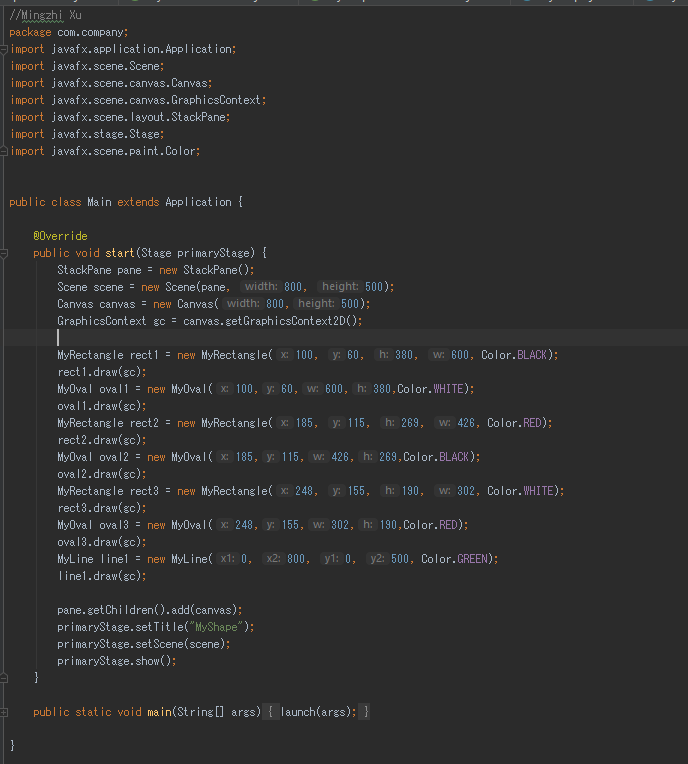 //Mingzhi Xu
package com.company;
import javafx.application.Application;
import javafx.scene.Scene;
import javafx.scene.canvas.Canvas;
import javafx.scene.canvas.GraphicsContext;
import javafx.scene.layout.StackPane;
import javafx.stage.Stage;
import javafx.scene.paint.Color;
public class Main extends Application {
@Override
public void start(Stage primaryStage) {
StackPane pane = new StackPane();
Scene scene = new Scene(pane, width: 800, height: 500);
Canvas canvas = new Canvas( width: 800, height: 500);
GraphicsContext gc = canvas.getGraphicsContext2D();
MyRectangle rect1 = new MyRectangle( x: 100, y: 60, h: 380, w: 600, Color.BLACK);
rect1.draw(gc);
MyOval oval1 = new MyOval( x: 100, y: 60, w: 600, h: 380,Color.WHITE);
oval1.draw(gc);
MyRectangle rect2 = new MyRectangle( x: 185, y: 115, h: 269, w: 426, Color.RED);
rect2.draw(gc);
MyOval oval2 = new MyOval( x: 185, y: 115, w: 426, h: 269,Color.BLACK);
oval2.draw(gc);
MyRectangle rect3 = new MyRectangle( x: 248, y: 155, h: 190, w: 302, Color.WHITE);
rect3.draw(gc);
MyOval oval3 = new MyOval( x: 248, y: 155, w: 302, h: 190,Color.RED);
oval3.draw(gc);
MyLine line1 = new MyLine( x1: 0, x2: 800, y1: 0, y2: 500, Color.GREEN);
line1.draw(gc);
pane.getChildren().add(canvas);
primaryStage.setTitle("MyShape");
primaryStage.setScene(scene);
primaryStage.show();
}
public static void main(String[] args) { launch(args); }
}